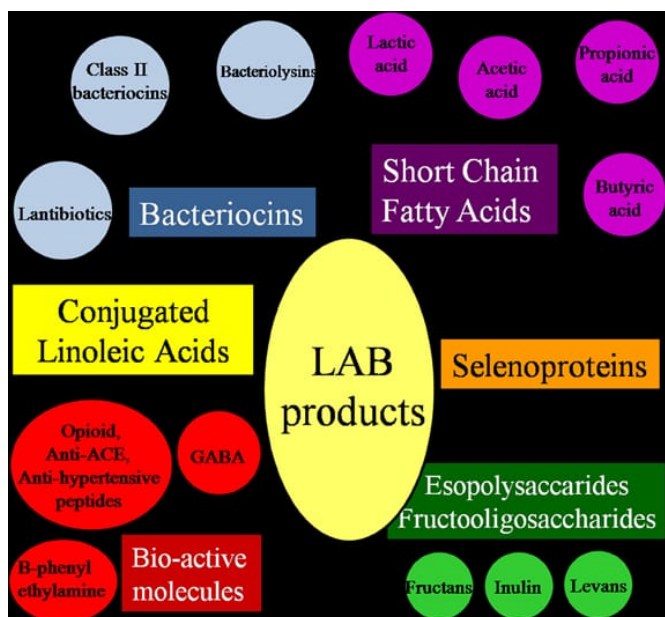 Class II
bacteriocins
Bacteriolysins
Lactic
acid
Acetic
acid
Propionic
acid
Lantibiotics
Bacteriocins
Short Chain
Fatty Acids
Butyric
acid
Conjugated
Linoleic Acids
LAB
products
Selenoproteins
Opioid,
Anti-ACE,
Anti-hypertensive
peptides
GABA
Esopolysaccarides
Fructooligosaccharides
B-phenyl
ethylamine
Bio-active
molecules
Fructans
Inulin
Levans